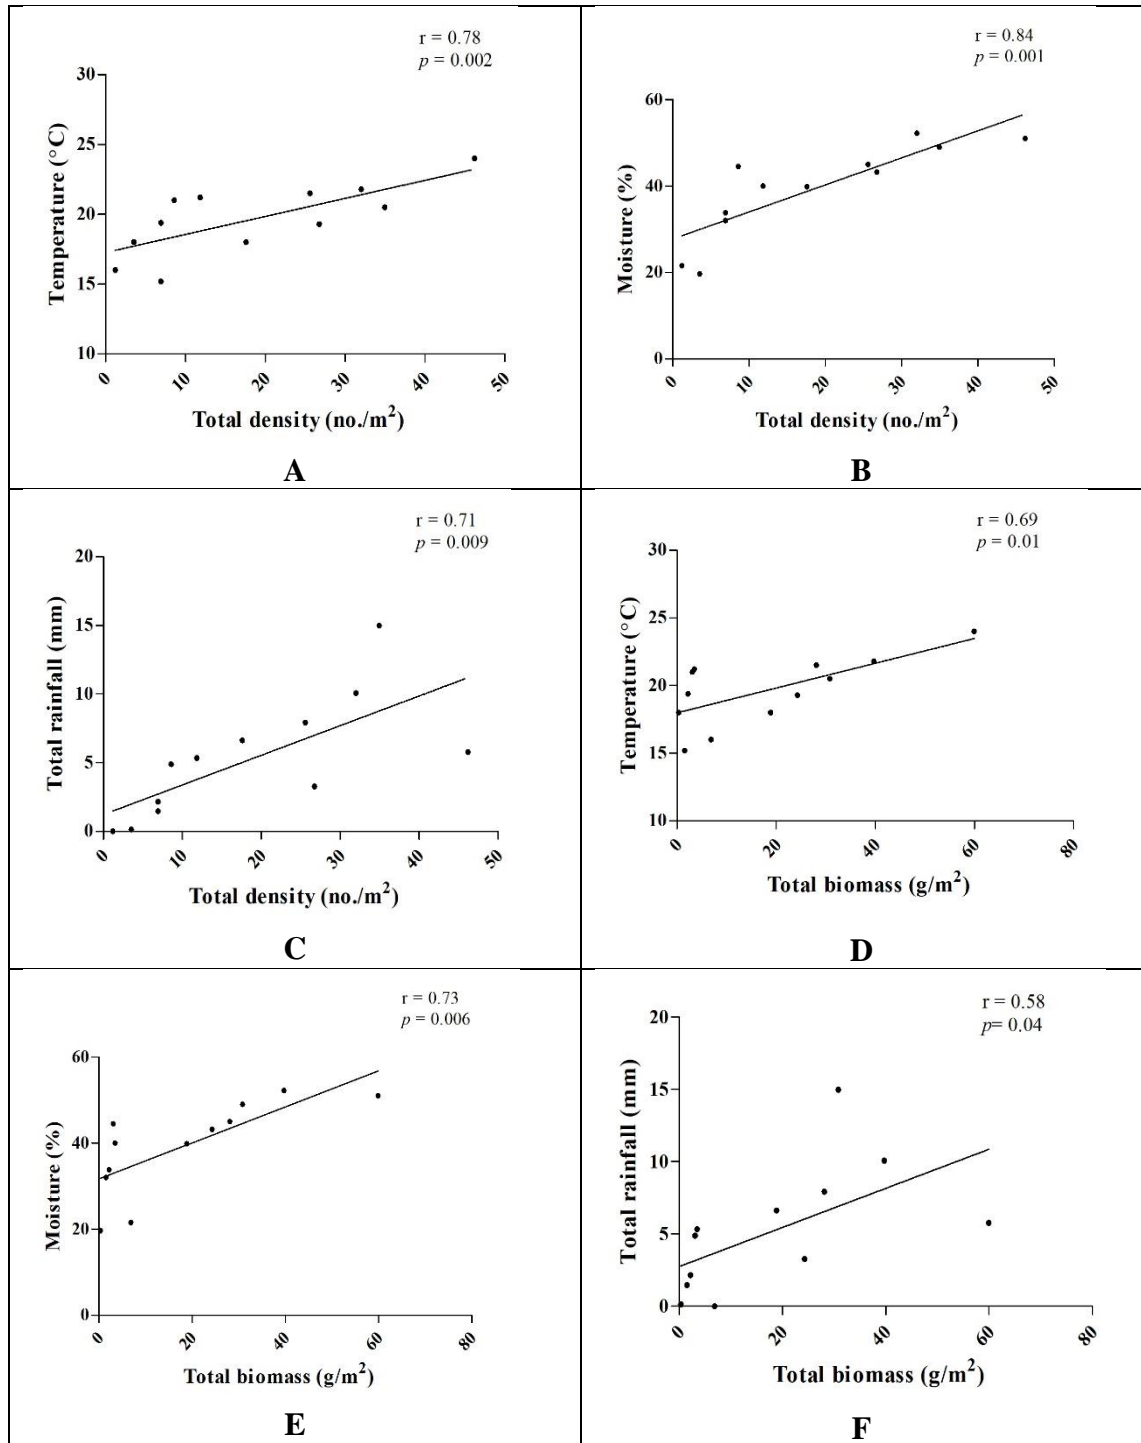 r = 0.78
p = 0.002
30
25
20
15
10
Temperature (°C)
0 10 20 30 40 50
Total density (no./m²)
A
r = 0.84
p = 0.001
60
40
20
0
Moisture (%)
0 10 20 30 40 50
Total density (no./m²)
B
r = 0.71
p = 0.009
20
15
10
5
0
Total rainfall (mm)
0 10 20 30 40 50
Total density (no./m²)
C
r = 0.69
p = 0.01
30
25
20
15
10
Temperature (°C)
0 20 40 60 80
Total biomass (g/m²)
D
r = 0.73
p = 0.006
60
40
20
0
Moisture (%)
0 20 40 60 80
Total biomass (g/m²)
E
r = 0.58
p= 0.04
20
15
10
5
0
Total rainfall (mm)
0 20 40 60 80
Total biomass (g/m²)
F